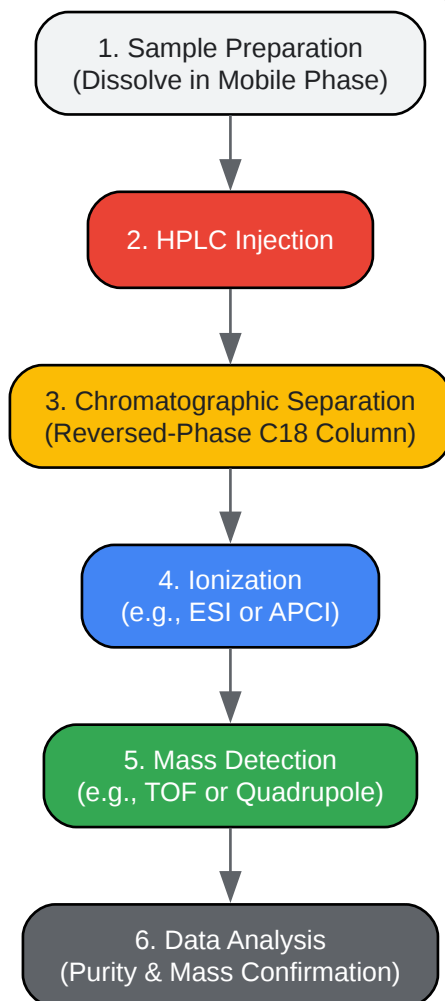 1. Sample Preparation
(Dissolve in Mobile Phase)
2. HPLC Injection
3. Chromatographic Separation
(Reversed-Phase C18 Column)
4. Ionization
(e.g., ESI or APCI)
5. Mass Detection
(e.g., TOF or Quadrupole)
6. Data Analysis
(Purity & Mass Confirmation)